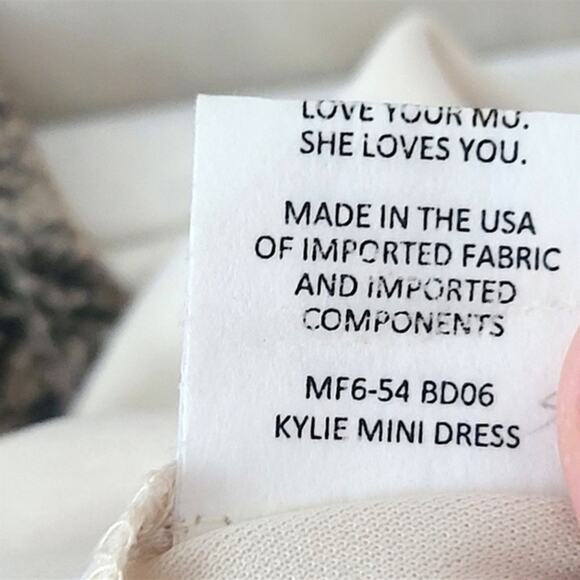 LOVE YOUR MU.
SHE LOVES YOU.
MADE IN THE USA
OF IMPORTED FABRIC
AND IMPORTED
COMPONENTS
MF6-54 BD06
KYLIE MINI DRESS